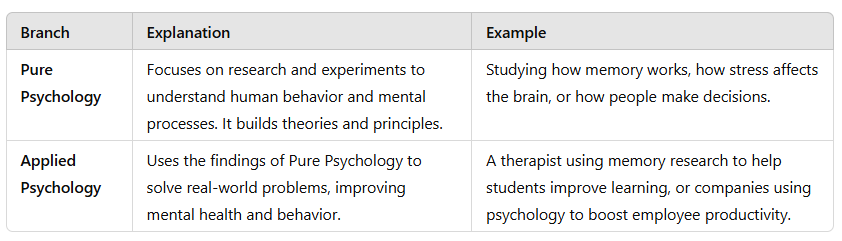 Branch Explanation Example
Pure Psychology
Focuses on research and experiments to
understand human behavior and mental
processes. It builds theories and principles.
Studying how memory works, how stress affects
the brain, or how people make decisions.
Applied Psychology
Uses the findings of Pure Psychology to
solve real-world problems, improving
mental health and behavior.
A therapist using memory research to help
students improve learning, or companies using
psychology to boost employee productivity.